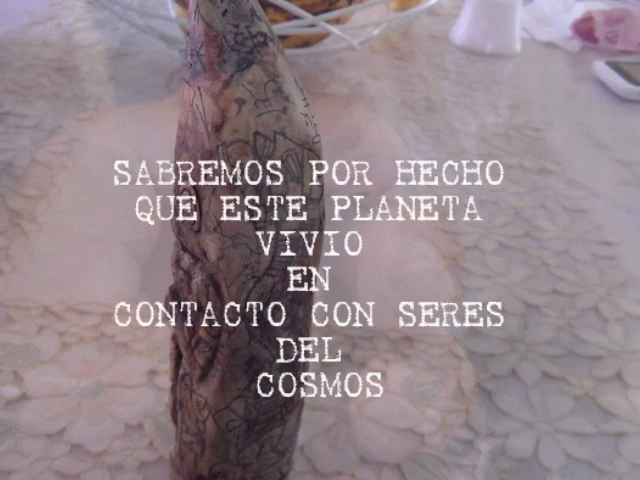 SABREMOS POR HECHO
QUE ESTE PLANETA
VIVIO
EN
CONTACTO CON SERES
DEL
COSMOS